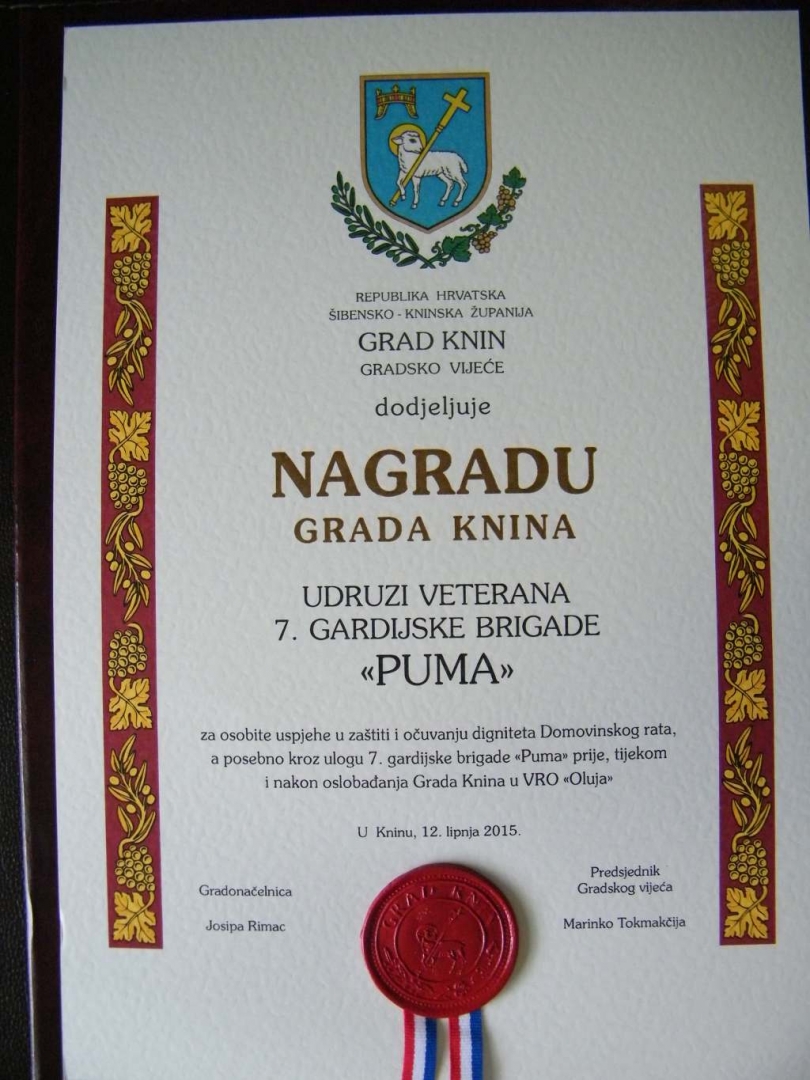 REPUBLIKA HRVATSKA
ŠIBENSKO - KNINSKA ŽUPANIJA
GRAD KNIN
GRADSKO VIJEĆE
dodjeljuje
NAGRADU
GRADA KNINA
UDRUZI VETERANA
7. GARDIJSKE BRIGADE
«PUMA»
za osobite uspjehe u zaštiti i očuvanju digniteta Domovinskog rata,
a posebno kroz ulogu 7. gardijske brigade «Puma» prije, tijekom
i nakon oslobađanja Grada Knina u VRO «Oluja»
U Kninu, 12. lipnja 2015.
Gradonačelnica
Josipa Rimac
Predsjednik
Gradskog vijeća
Marinko Tokmakčija
GRAD KNIN